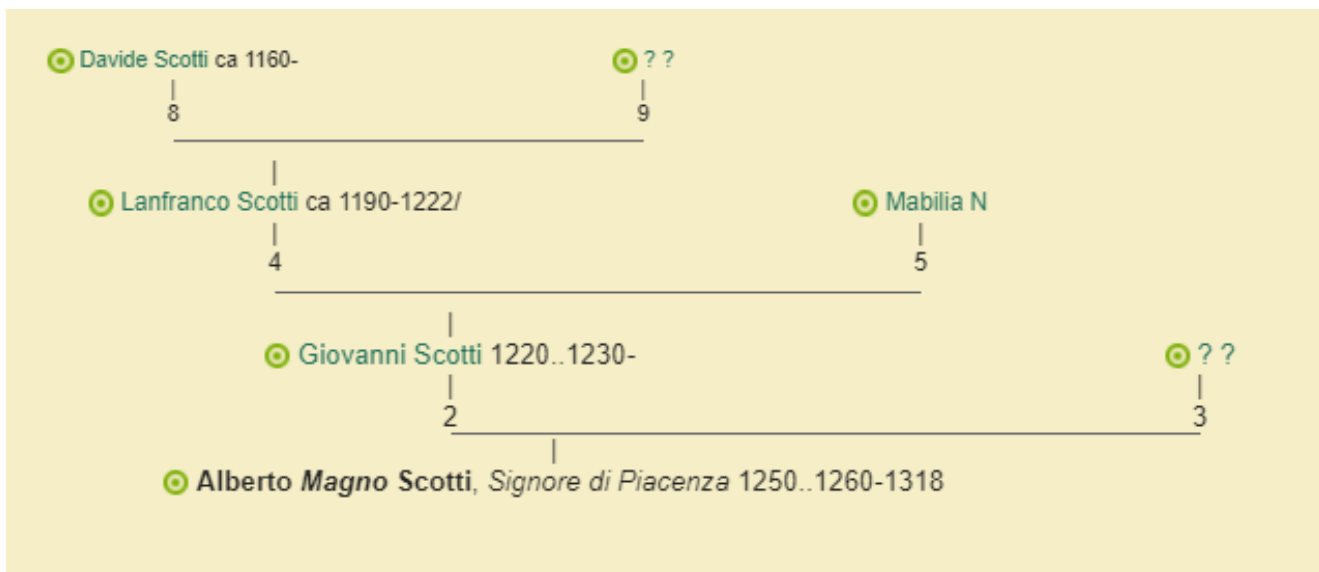 Davide Scotti ca 1160- ? ?
| |
8 9
|
Lanfranco Scotti ca 1190-1222/ Mabilia N
| |
4 5
|
Giovanni Scotti 1220..1230- ? ?
| |
2 3
|
Alberto Magno Scotti, Signore di Piacenza 1250..1260-1318